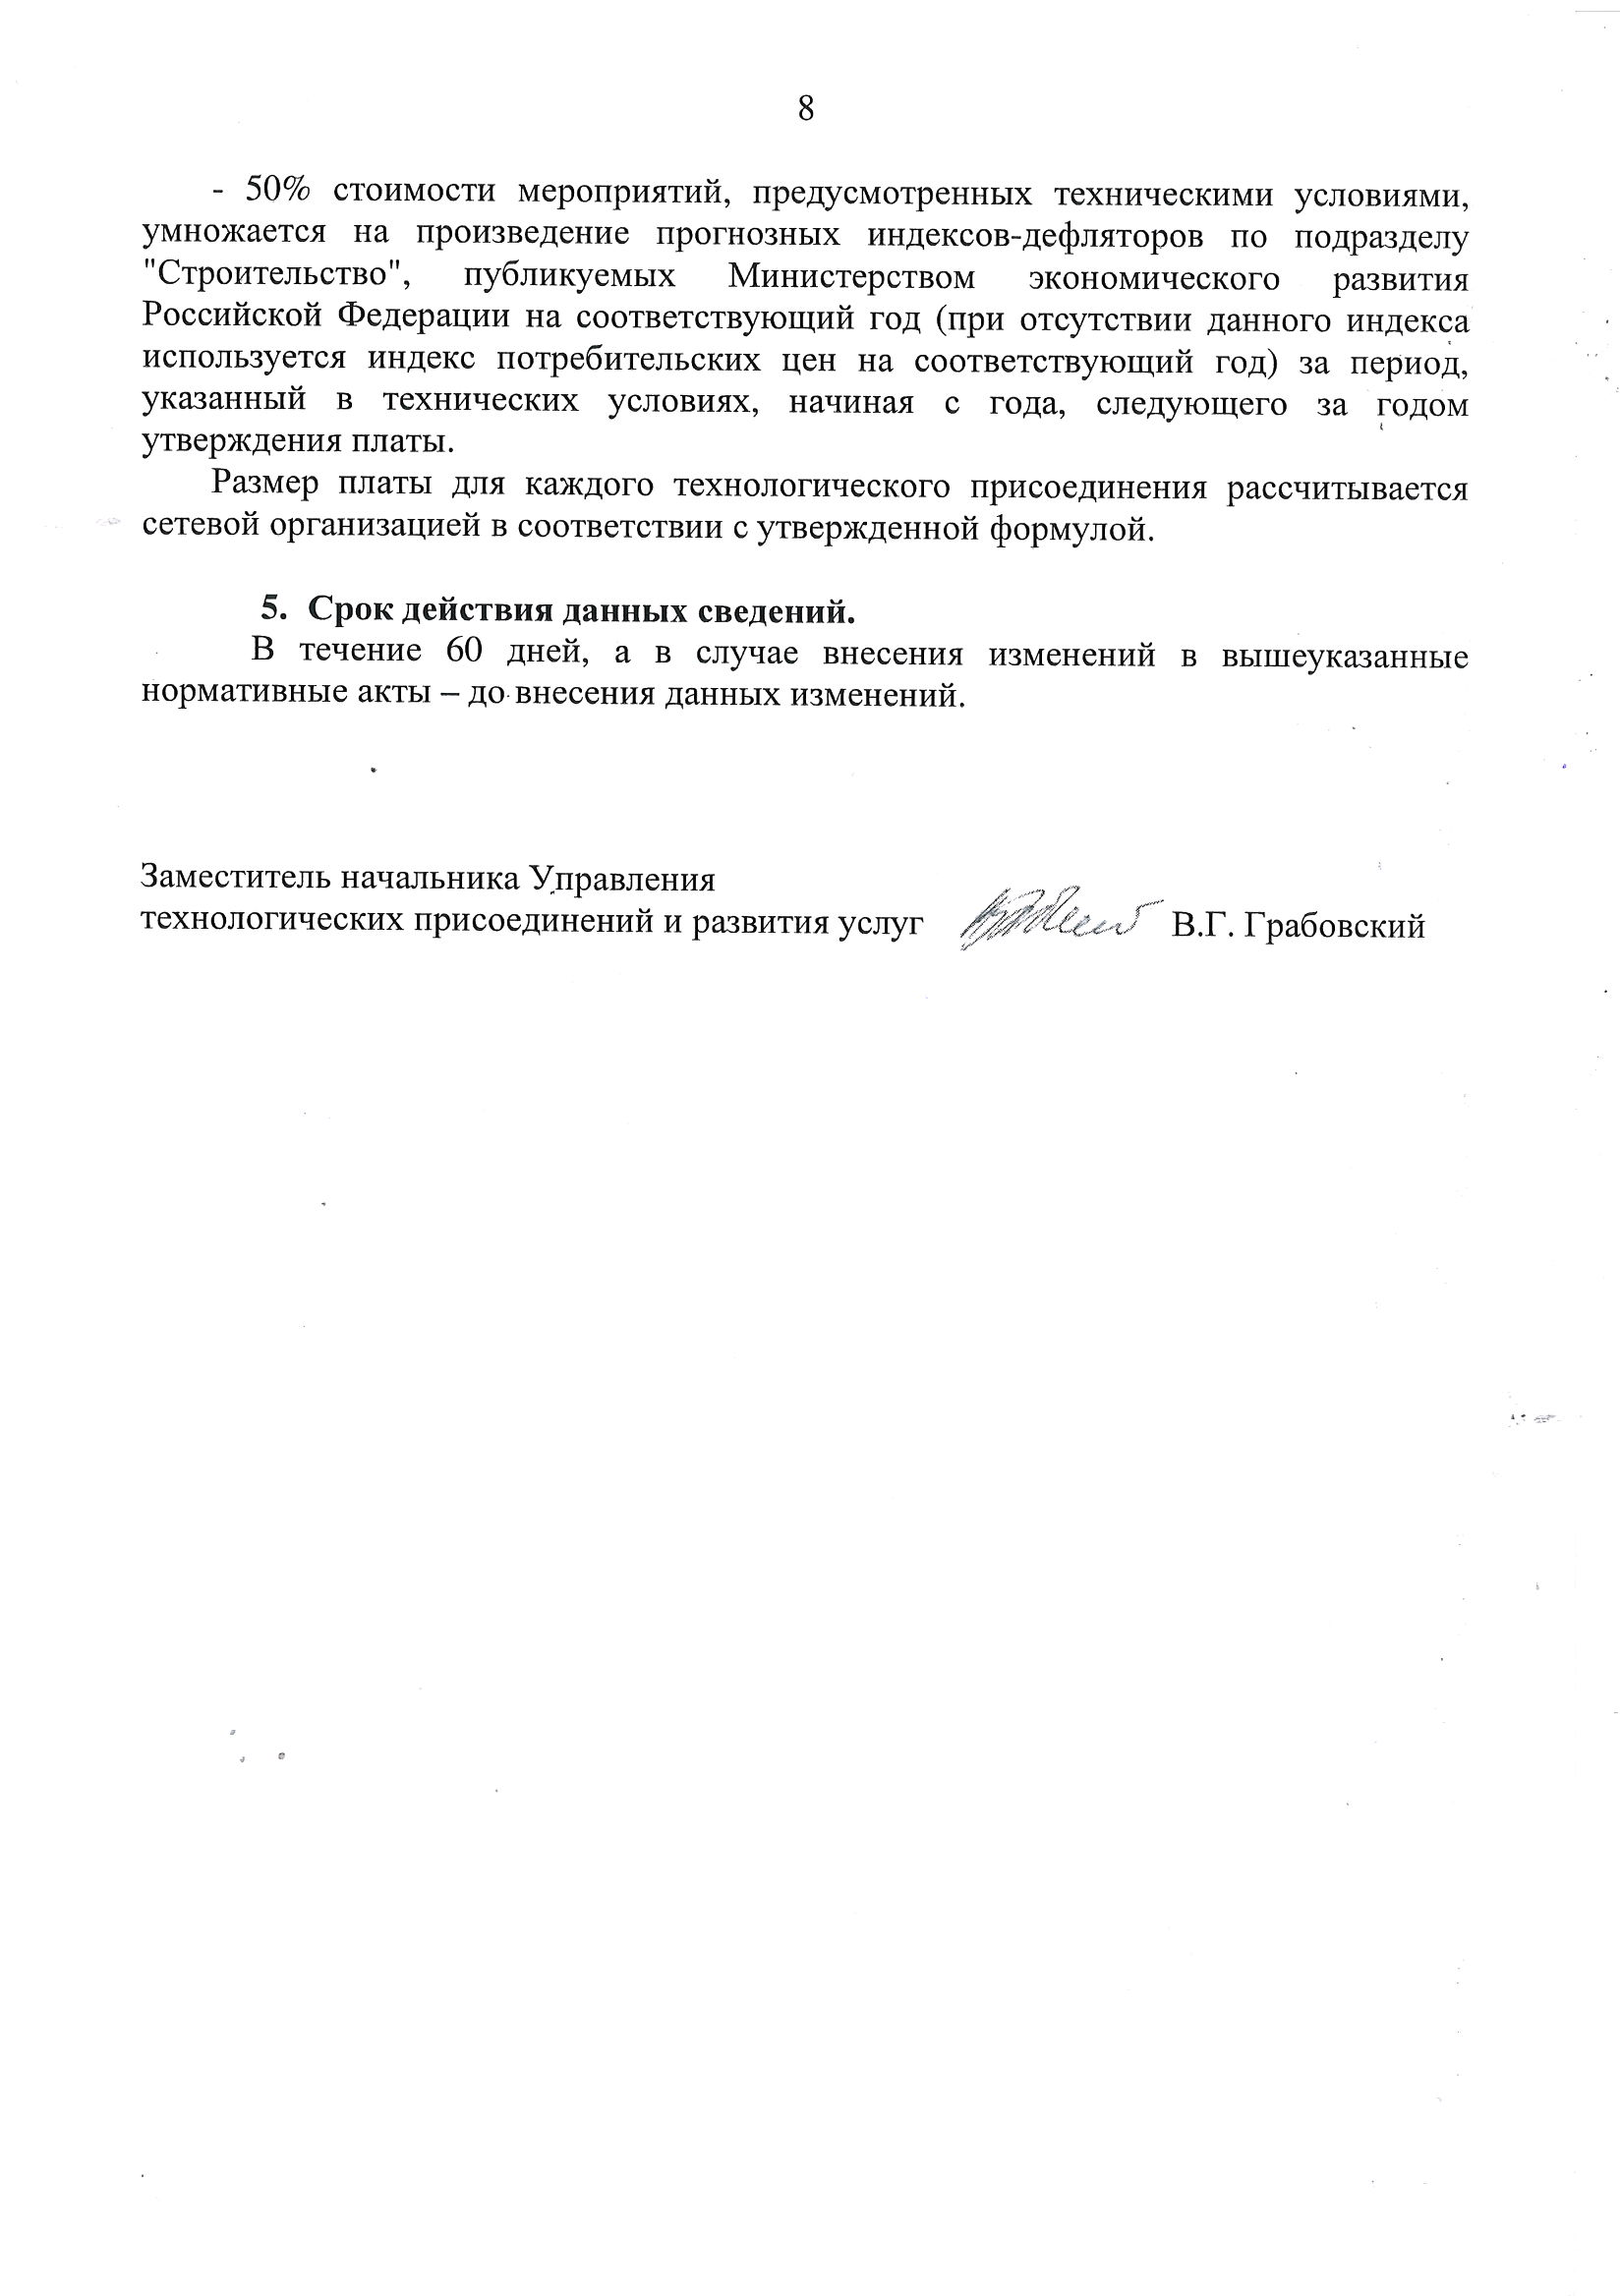 8
- 50% стоимости мероприятий, предусмотренных техническими условиями,
умножается на произведение прогнозных индексов-дефляторов по подразделу
"Строительство", публикуемых Министерством экономического развития
Российской Федерации на соответствующий год (при отсутствии данного индекса
используется индекс потребительских цен на соответствующий год) за период,
указанный в технических условиях, начиная с года, следующего за годом
утверждения платы.
Размер платы для каждого технологического присоединения рассчитывается
сетевой организацией в соответствии с утвержденной формулой.
5. Срок действия данных сведений.
В течение 60 дней, а в случае внесения изменений в вышеуказанные
нормативные акты – до внесения данных изменений.
Заместитель начальника Управления
технологических присоединений и развития услуг В.Г. Грабовский